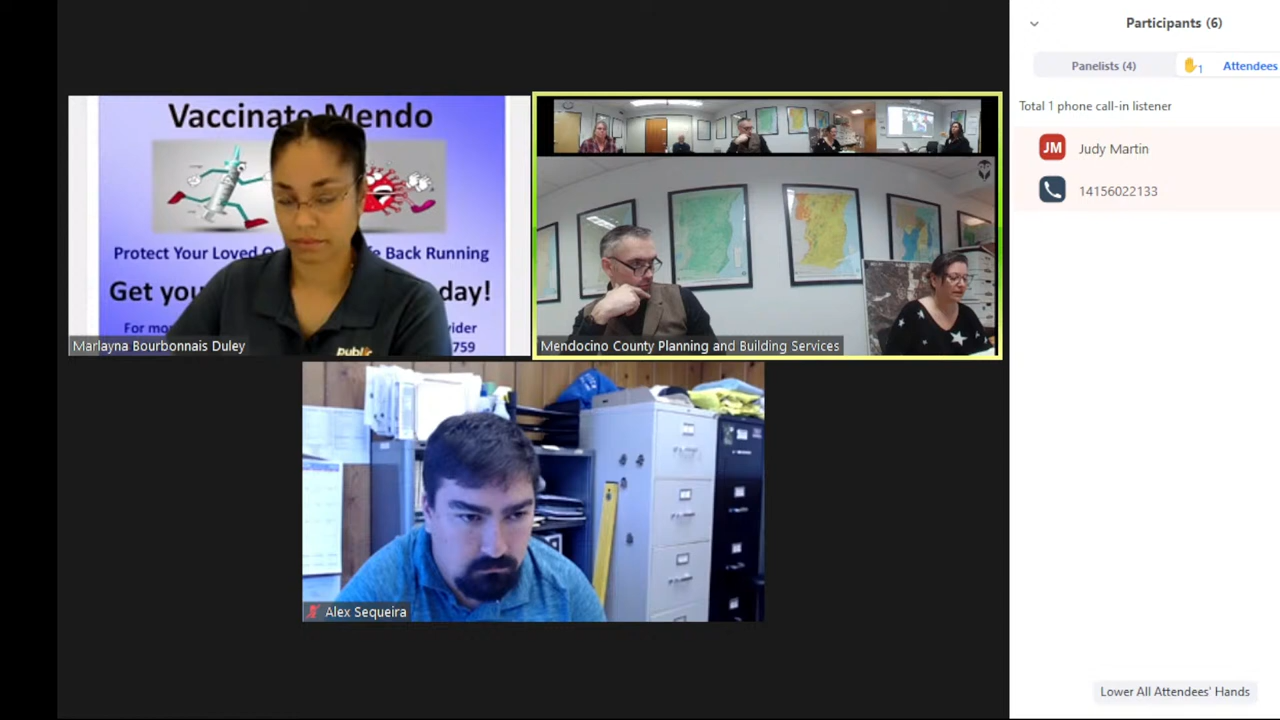 Participants (6)
Panelists (4)
1
Attendees
Total 1 phone call-in listener
JM Judy Martin
14156022133
Vaccinate Mendo
Protect Your Loved
Back Running
Get you
day!
For mo
vider
759
Marlayna Bourbonnais Duley
public
Mendocino County Planning and Building Services
Alex Sequeira
Lower All Attendees' Hands